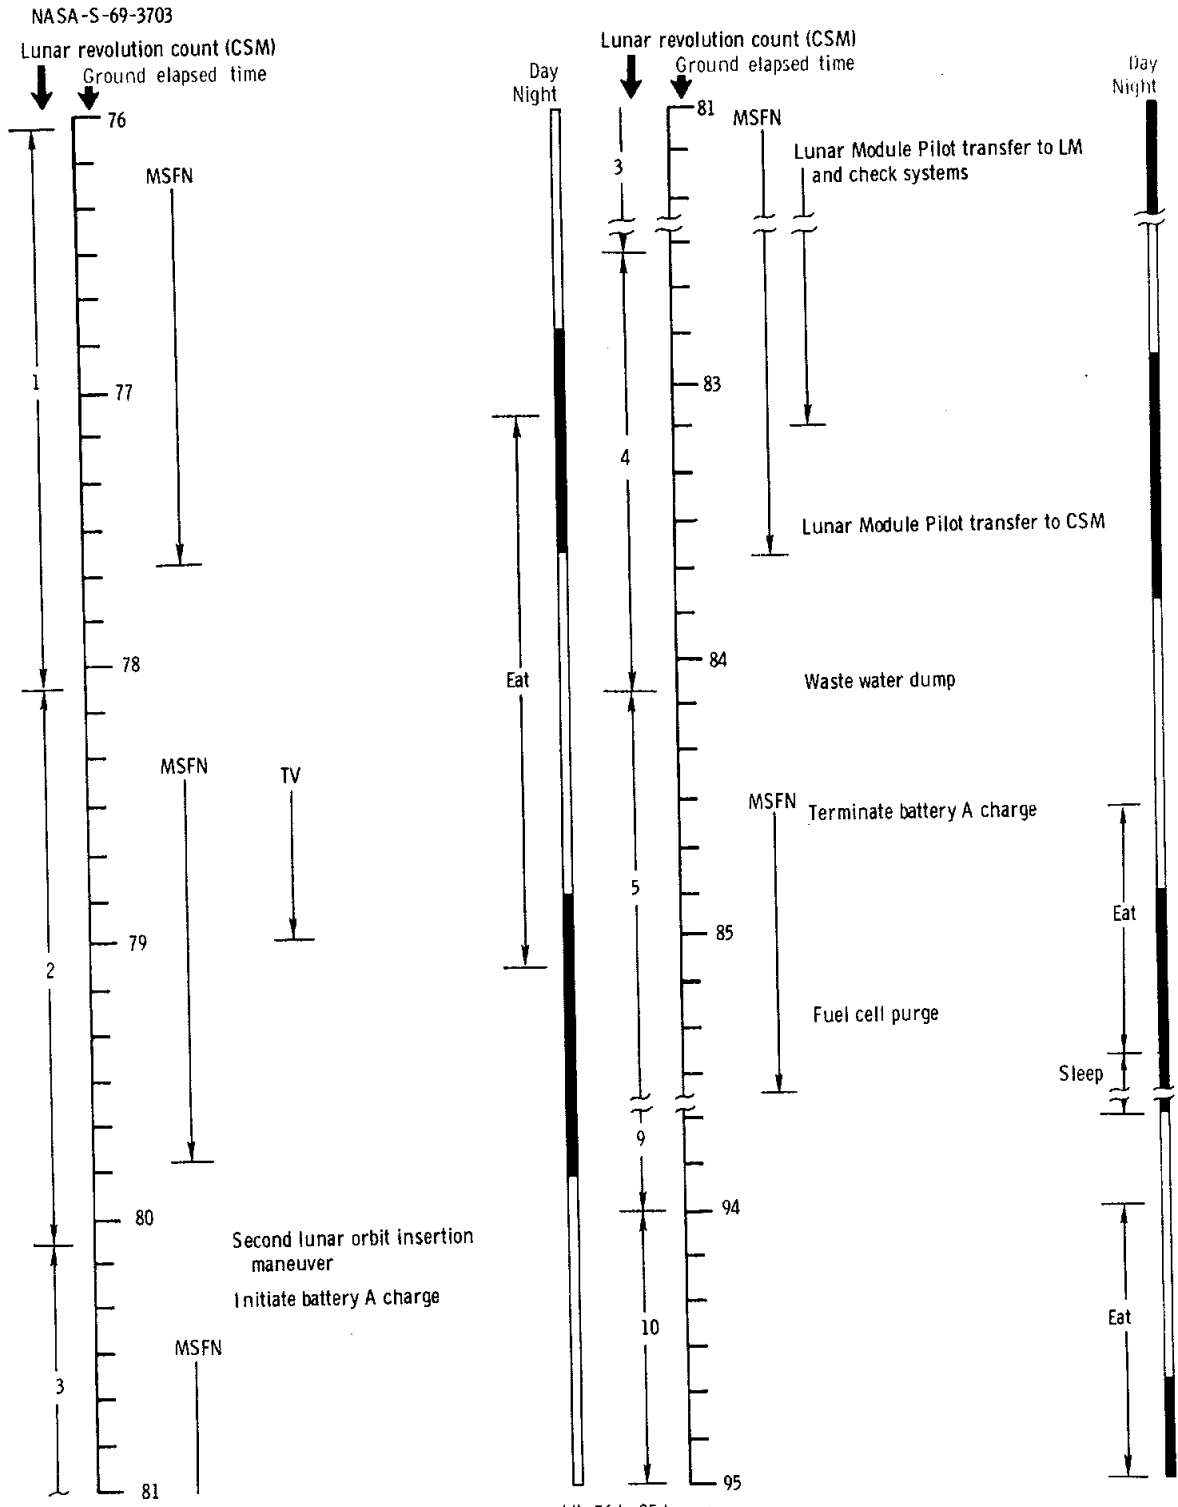 NASA-S-69-3703
Lunar revolution count (CSM)
Ground elapsed time
Day
Night
76
MSFN
1
77
78
Eat
MSFN
TV
2
79
80
Second lunar orbit insertion
maneuver
Initiate battery A charge
MSFN
3
81
Lunar revolution count (CSM)
Ground elapsed time
Day
Night
81
MSFN
Lunar Module Pilot transfer to LM
and check systems
3
83
4
Lunar Module Pilot transfer to CSM
84
Waste water dump
MSFN
Terminate battery A charge
5
Eat
85
Fuel cell purge
Sleep
9
94
10
Eat
95